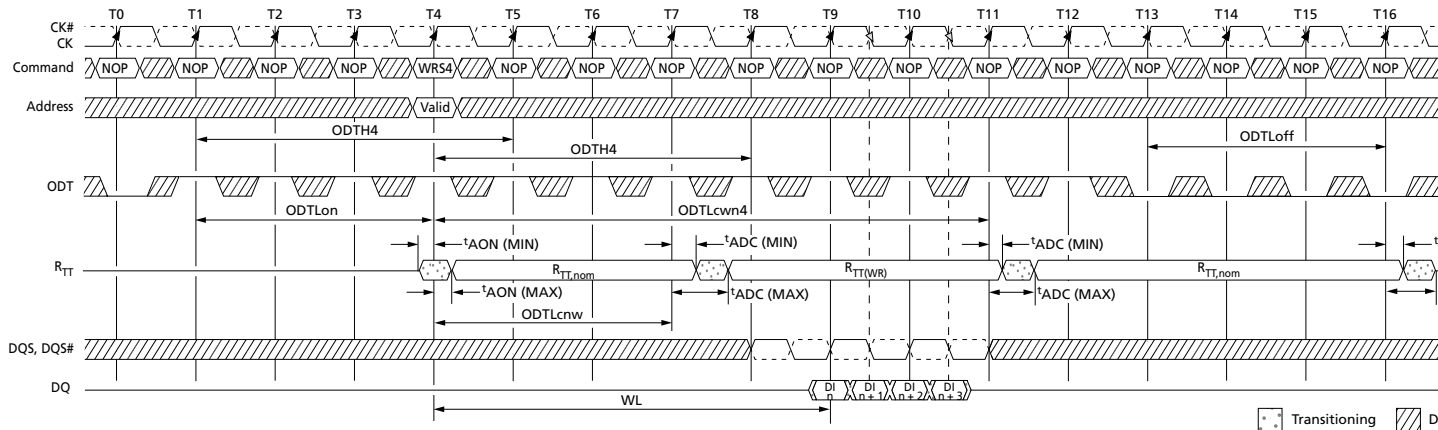 T0 T1 T2 T3 T4 T5 T6 T7 T8 T9 T10 T11 T12 T13 T14 T15 T16
CK#
CK
Command NOP NOP NOP NOP WRS4 NOP NOP NOP NOP NOP NOP NOP NOP NOP NOP NOP NOP
Address Valid
ODTH4 ODTLoff
ODTH4
ODT
ODTLon ODTLcwn4
tAON (MIN) tADC (MIN) tADC (MIN) t
RTT RTT,nom RTT(WR) RTT,nom
tAON (MAX) tADC (MAX) tADC (MAX)
ODTLcnw
DQS, DQS#
DQ DI n DI n + 1 DI n + 2 DI n + 3
WL
Transitioning D